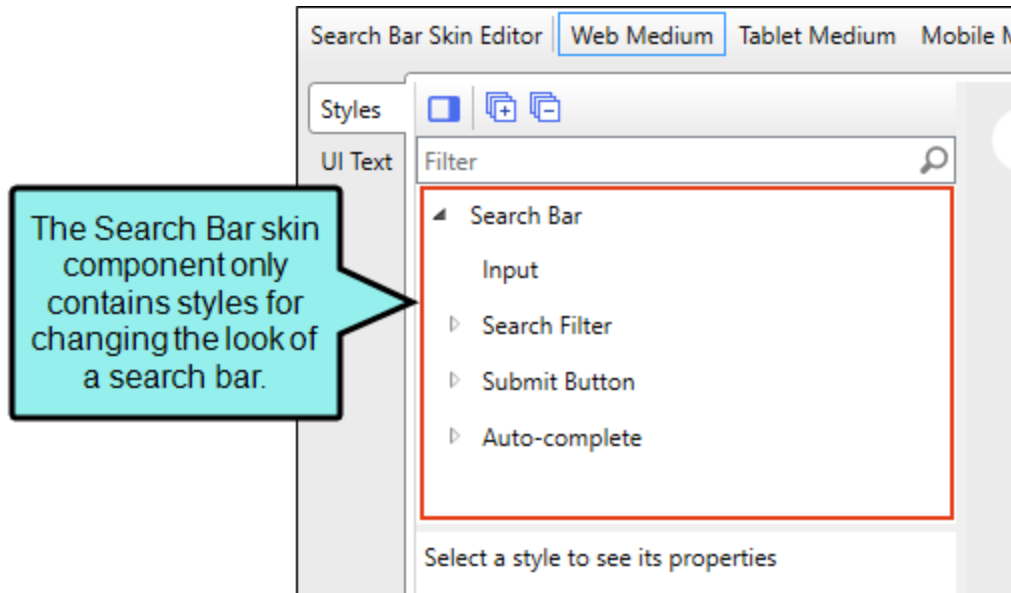 Search Bar Skin Editor Web Medium Tablet Medium Mobile
Styles
UI Text
Filter
The Search Bar skin
component only
contains styles for
changing the look of
a search bar.
Search Bar
Input
Search Filter
Submit Button
Auto-complete
Select a style to see its properties